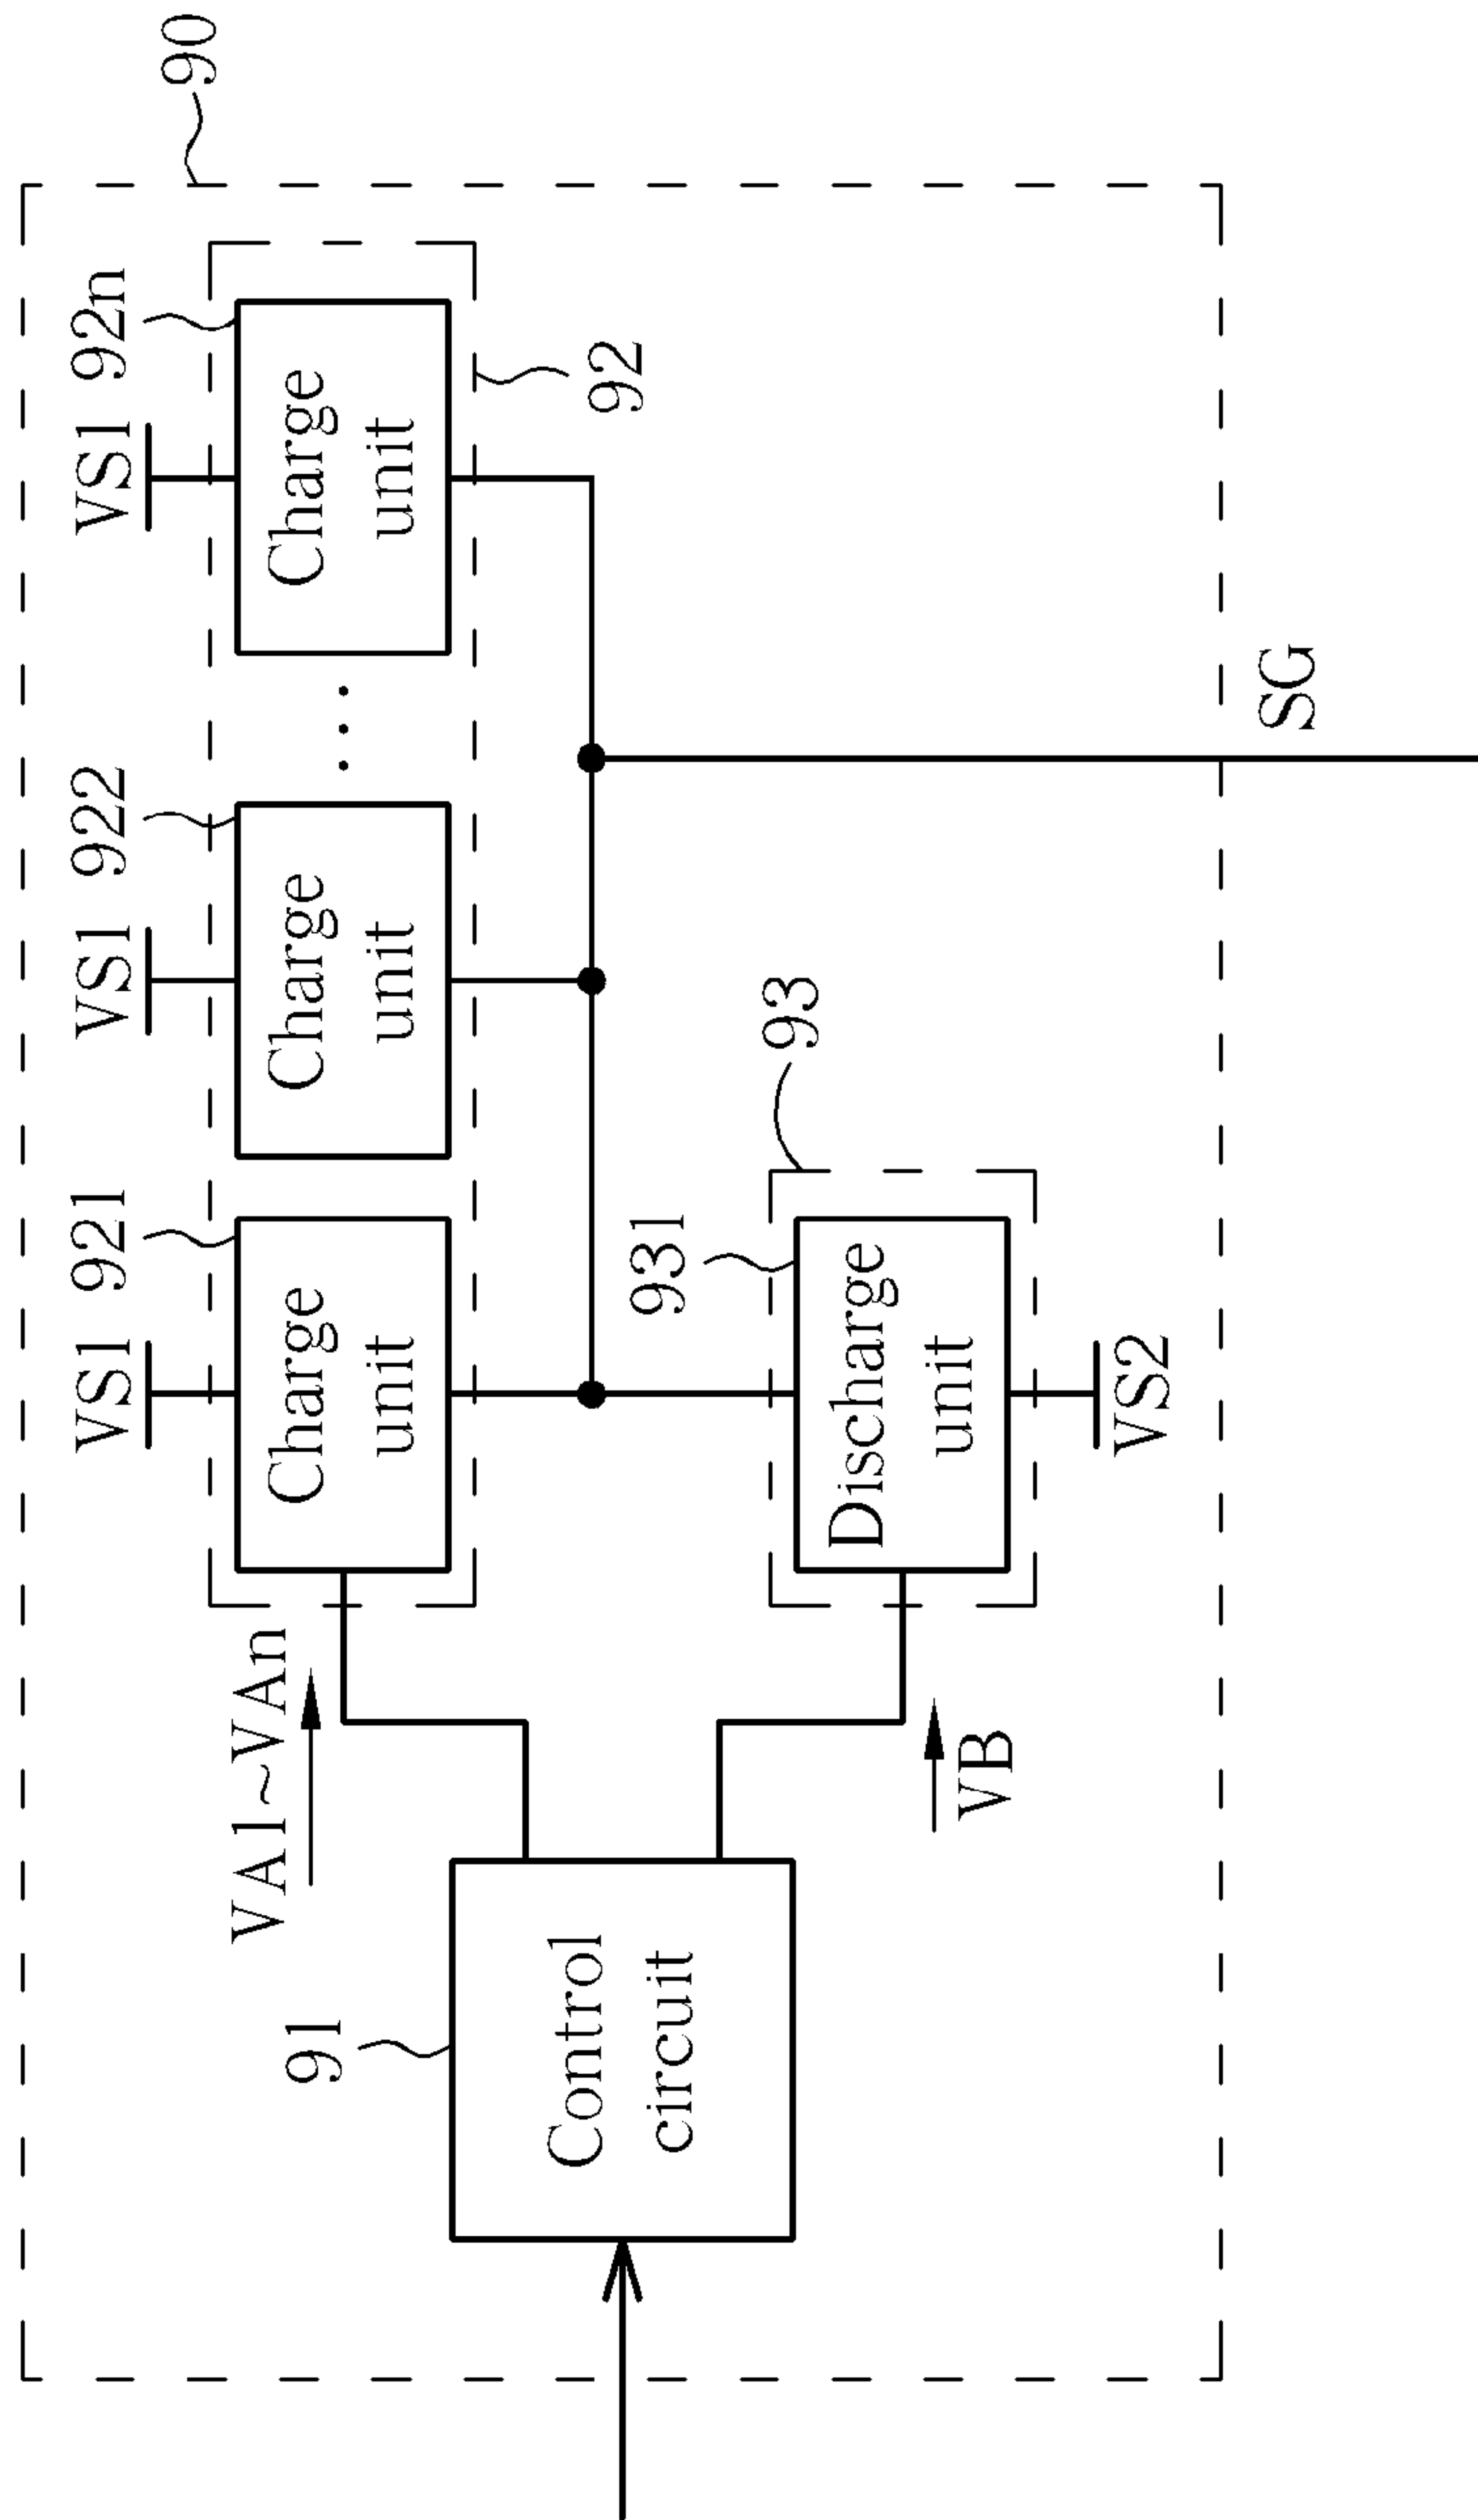 90
VS1
921
VS1
922
VS1
92n
Charge
unit
Charge
unit
...
Charge
unit
VA1~VAn
92
91
Control
circuit
931
93
Discharge
unit
VB
VS2
SG